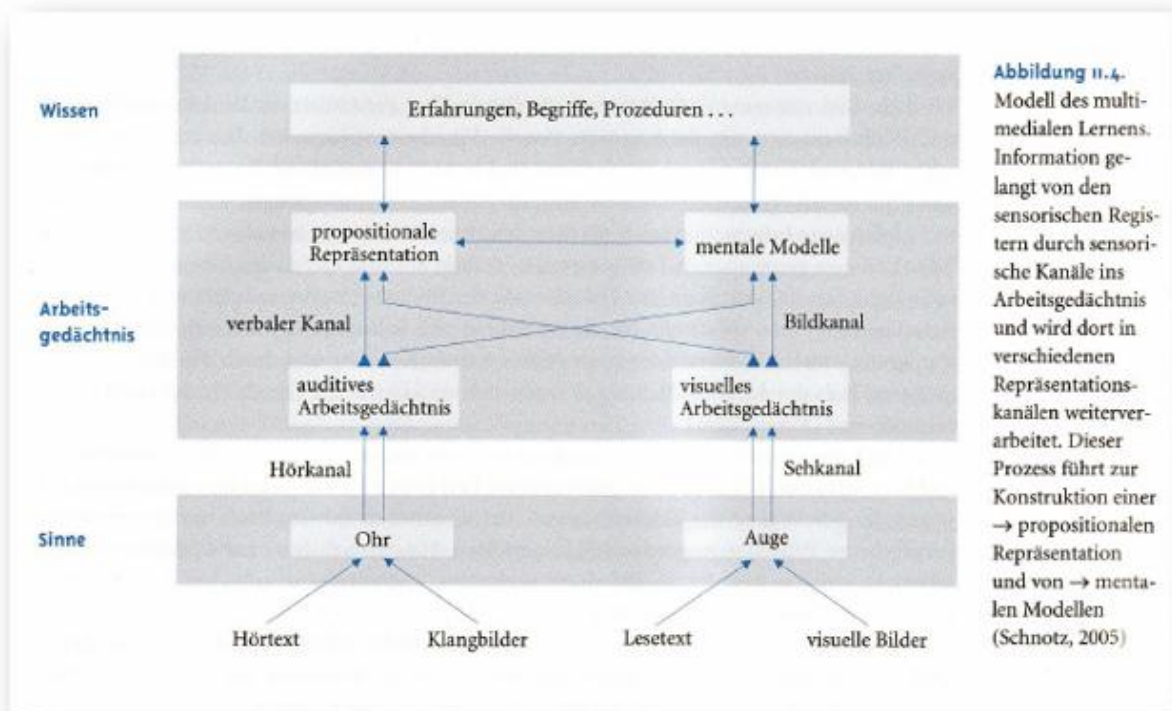 Wissen
Erfahrungen, Begriffe, Prozeduren . . .
propositionale
Repräsentation
mentale Modelle
Arbeits-
gedächtnis
verbaler Kanal
Bildkanal
auditives
Arbeitsgedächtnis
visuelles
Arbeitsgedächtnis
Hörkanal
Sehkanal
Sinne
Ohr
Auge
Hörtext
Klangbilder
Lesetext
visuelle Bilder
Abbildung 11.4.
Modell des multi-
medialen Lernens.
Information ge-
langt von den
sensorischen Regis-
tern durch sensori-
sche Kanäle ins
Arbeitsgedächtnis
und wird dort in
verschiedenen
Repräsentations-
kanälen weiterver-
arbeitet. Dieser
Prozess führt zur
Konstruktion einer
→ propositionalen
Repräsentation
und von → menta-
len Modellen
(Schnotz, 2005)